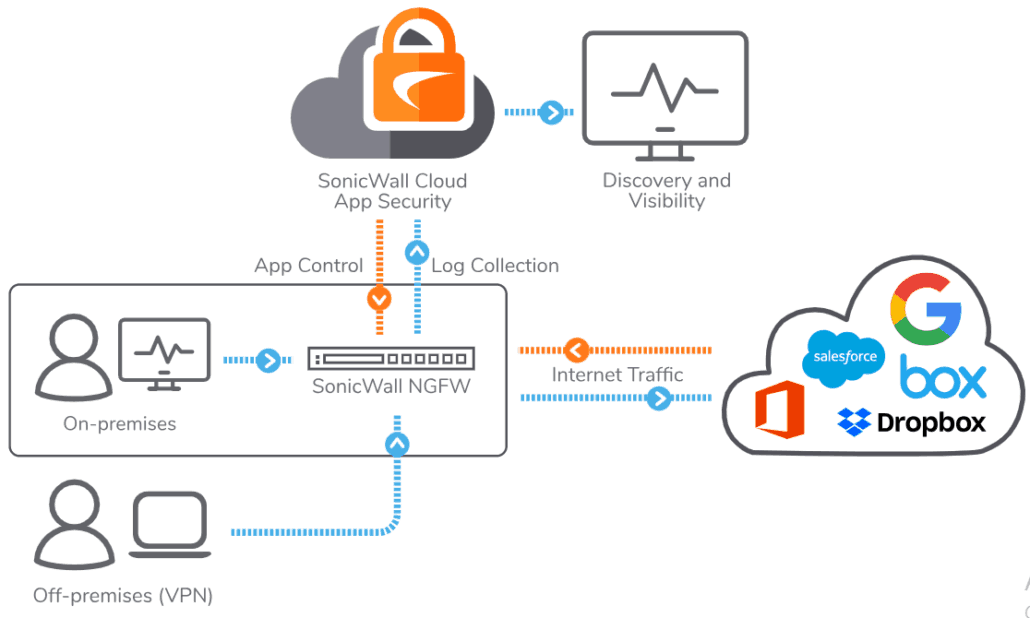 SonicWall Cloud
App Security
Discovery and
Visibility
App Control
Log Collection
On-premises
SonicWall NGFW
Internet Traffic
salesforce
box
Dropbox
Off-premises (VPN)